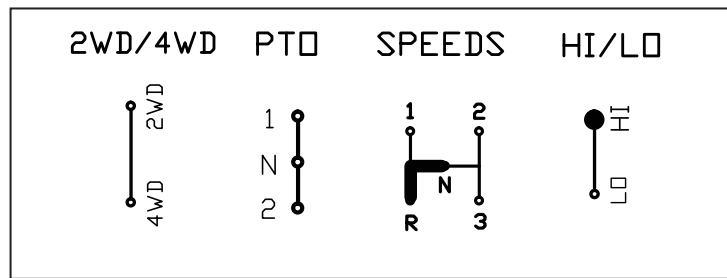 2WD/4WD PTO SPEEDS HI/LO
2WD 1 1 2 HI
N N
4WD 2 R 3 LO